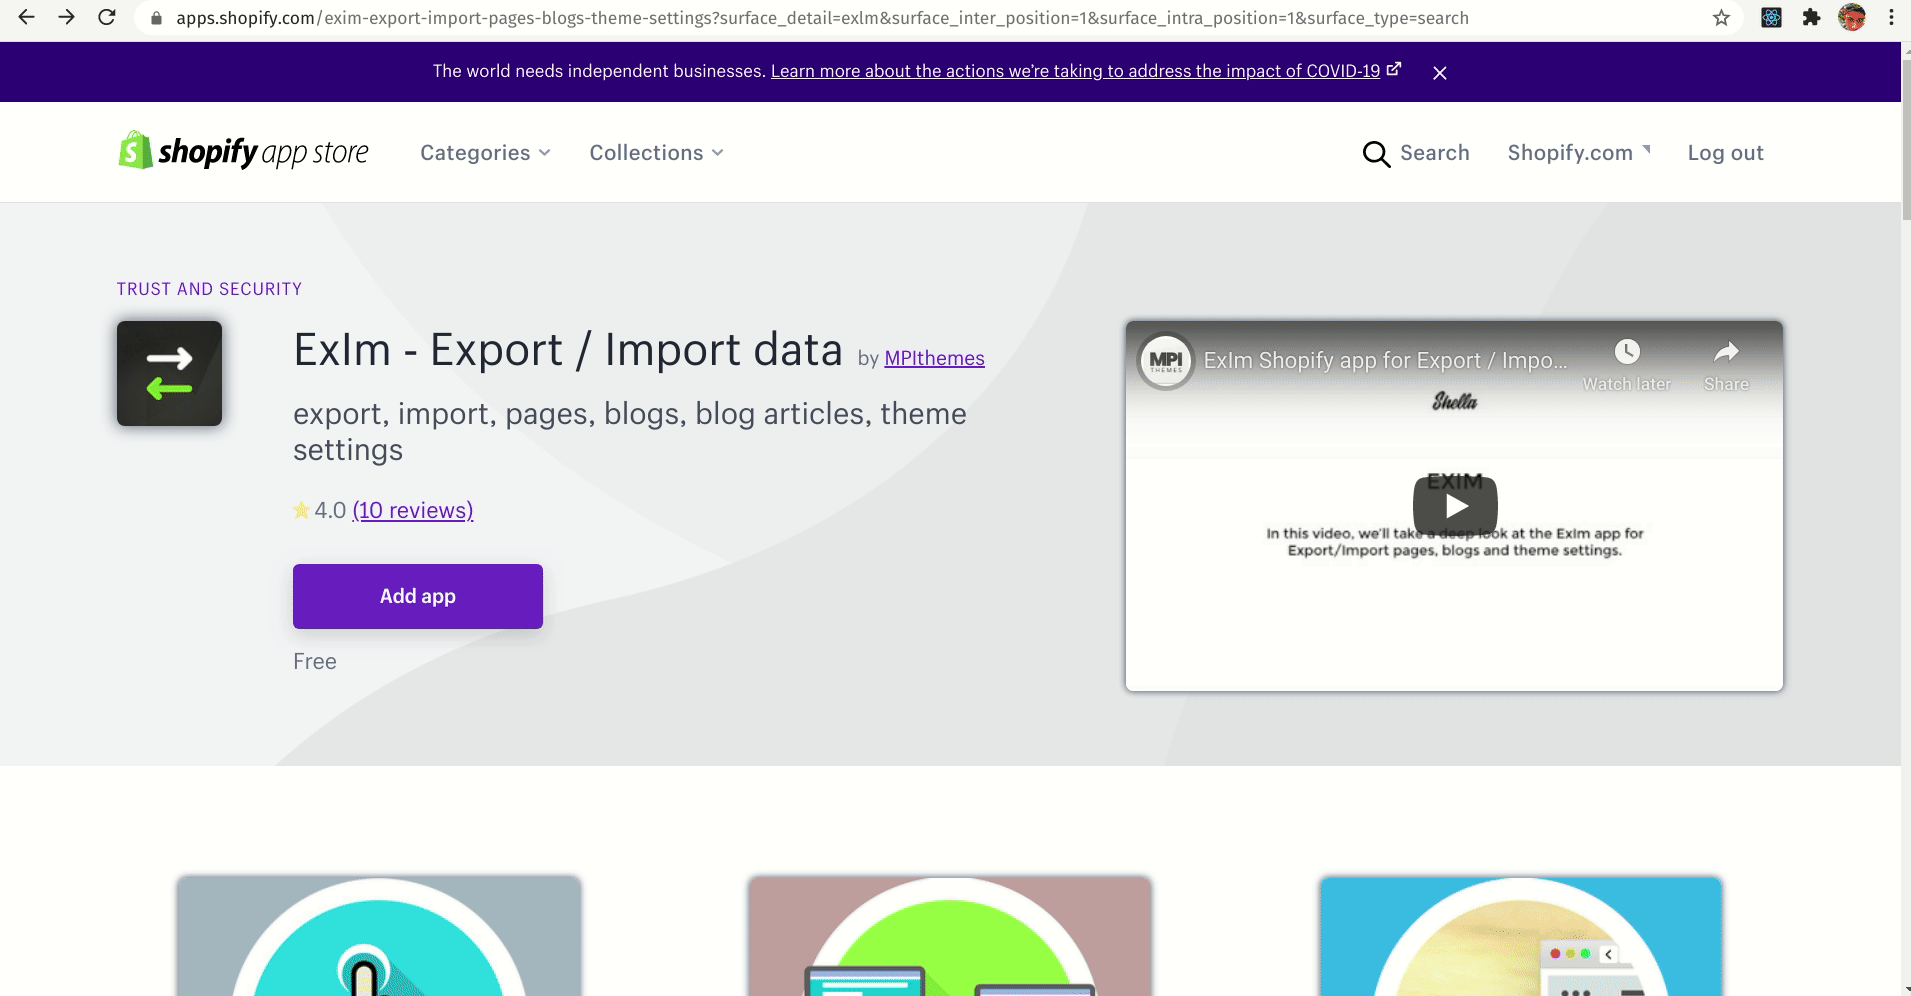 apps.shopify.com/exim-export-import-pages-blogs-theme-settings?surface_detail=exlm&surface_inter_position=1&surface_intra_position=1&surface_type=search
The world needs independent businesses. Learn more about the actions we're taking to address the impact of COVID-19
shopify app store
Categories
Collections
Search
Shopify.com
Log out
TRUST AND SECURITY
ExIm - Export / Import data by MPIthemes
export, import, pages, blogs, blog articles, theme
settings
4.0 (10 reviews)
Add app
Free
MPI
THEMES
ExIm Shopify app for Export / Impo...
Watch later
Share
Shella
EXIM
In this video, we'll take a deep look at the ExIm app for
Export/Import pages, blogs and theme settings.